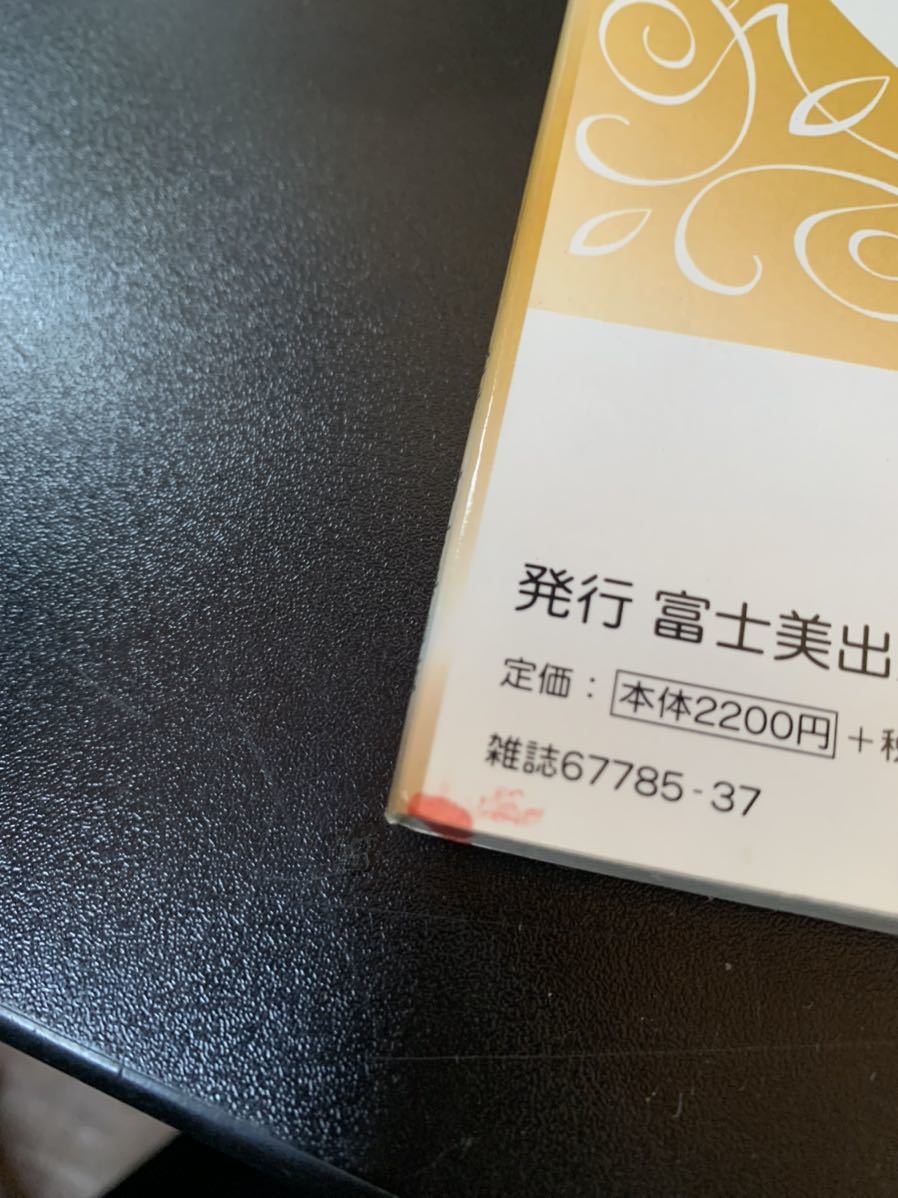 発行 富士美出
定価：本体2200円＋税
雑誌67785-37